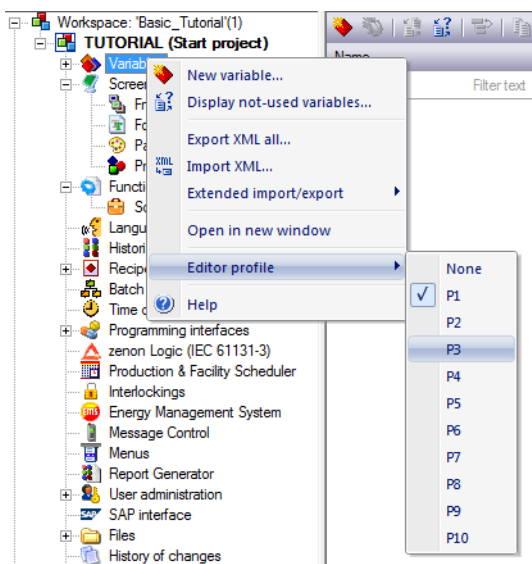 Workspace: 'Basic_Tutorial'(1)
TUTORIAL (Start project)
Variab
Screen
Fr
Fo
Pa
Pr
Functi
Sc
Langu
Histori
Recipe
Batch
Time c
Programming interfaces
zenon Logic (IEC 61131-3)
Production & Facility Scheduler
Interlockings
Energy Management System
Message Control
Menus
Report Generator
User administration
SAP interface
Files
History of changes
New variable...
Display not-used variables...
Export XML all...
Import XML...
Extended import/export
Open in new window
Editor profile
Help
None
P1
P2
P3
P4
P5
P6
P7
P8
P9
P10
Name
Filter text